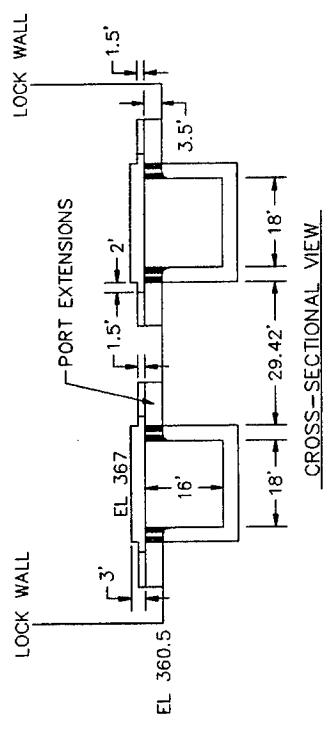 LOCK WALL
LOCK WALL
1.5'
3.5'
PORT EXTENSIONS
2'
1.5'
EL 367
3'
EL 360.5
16'
18'
29.42'
18'
CROSS-SECTIONAL VIEW